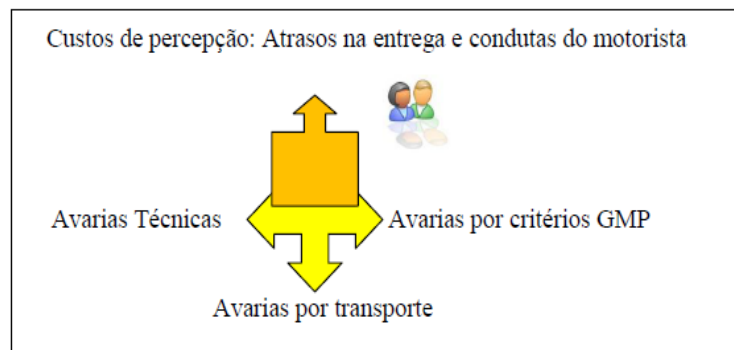 Custos de percepção: Atrasos na entrega e condutas do motorista
Avarias Técnicas
Avarias por critérios GMP
Avarias por transporte